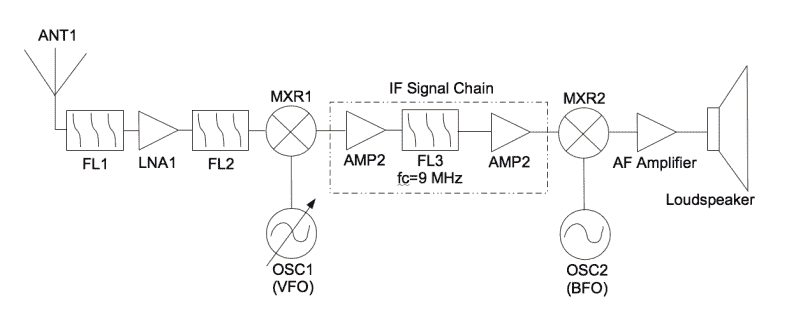 ANT1
FL1
LNA1
FL2
MXR1
OSC1
(VFO)
IF Signal Chain
AMP2
FL3
fc=9 MHz
AMP2
MXR2
OSC2
(BFO)
AF Amplifier
Loudspeaker